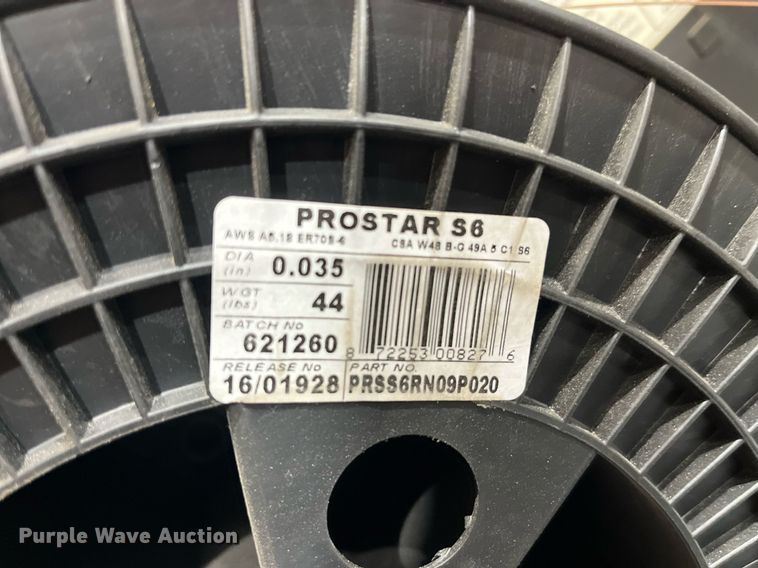 PROSTAR S6
AWS A5.18 ER70S-6 CSA W48 B-G 49A 5 C1 S6
DIA (in) 0.035
WGT (lbs) 44
BATCH No 621260
8 72253 00827 6
RELEASE No 16/01928
PART NO. PRSS6RN09P020
Purple Wave Auction